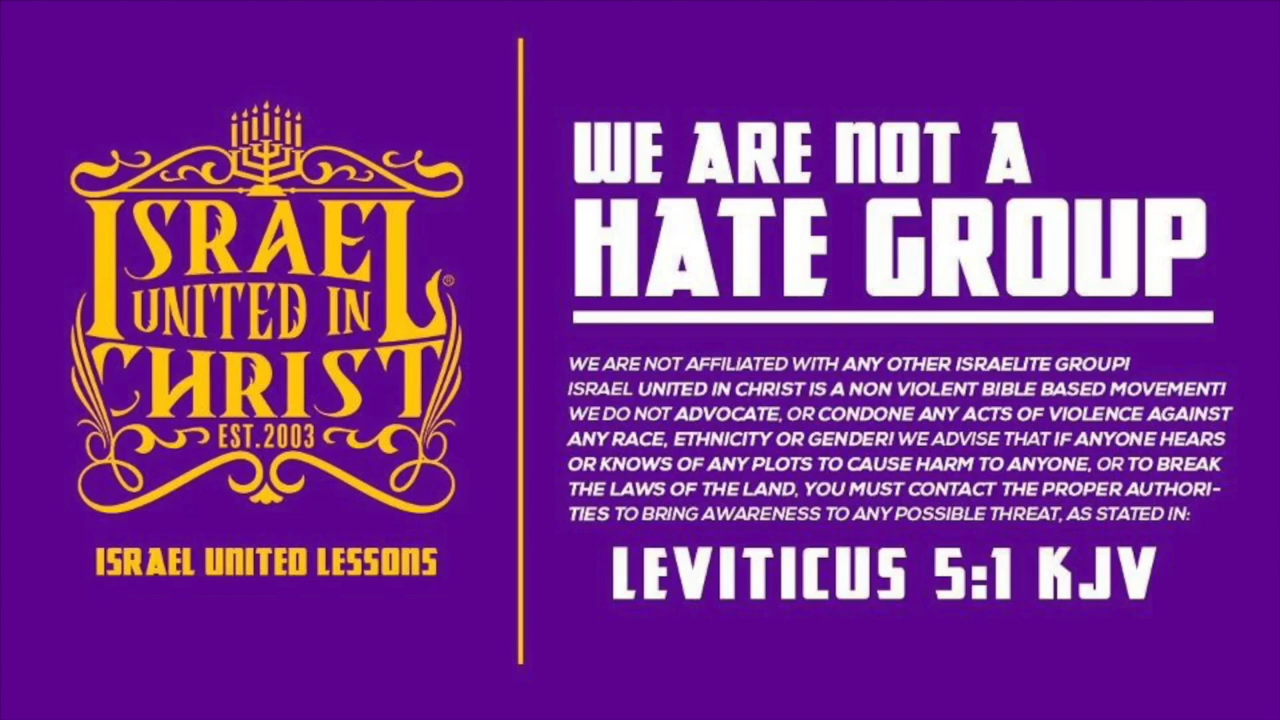 ISRAEL
UNITED IN
CHRIST
EST.2003
ISRAEL UNITED LESSONS
WE ARE NOT A
HATE GROUP
WE ARE NOT AFFILIATED WITH ANY OTHER ISRAELITE GROUP!
ISRAEL UNITED IN CHRIST IS A NON VIOLENT BIBLE BASED MOVEMENT!
WE DO NOT ADVOCATE, OR CONDONE ANY ACTS OF VIOLENCE AGAINST
ANY RACE, ETHNICITY OR GENDER! WE ADVISE THAT IF ANYONE HEARS
OR KNOWS OF ANY PLOTS TO CAUSE HARM TO ANYONE, OR TO BREAK
THE LAWS OF THE LAND, YOU MUST CONTACT THE PROPER AUTHORI-
TIES TO BRING AWARENESS TO ANY POSSIBLE THREAT, AS STATED IN:
LEVITICUS 5:1 KJV